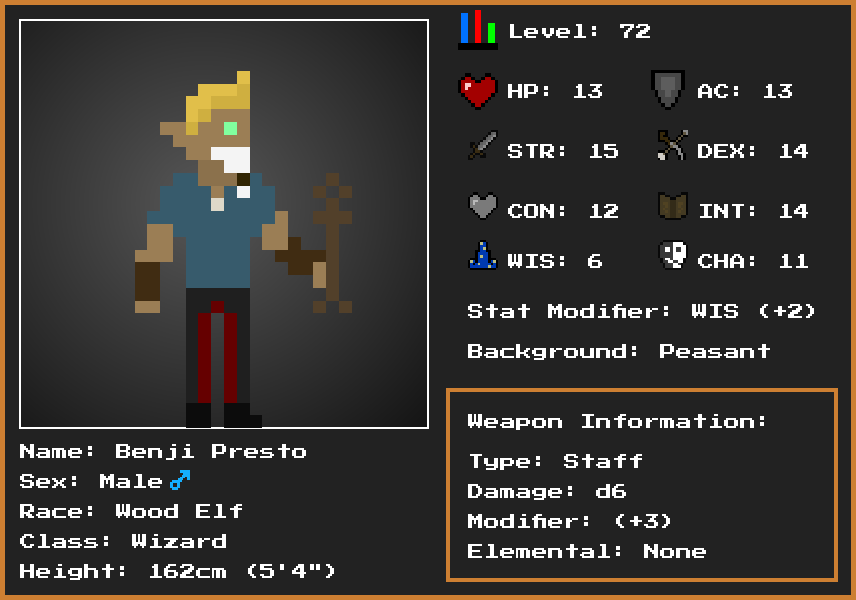 Level: 72
HP: 13 AC: 13
STR: 15 DEX: 14
CON: 12 INT: 14
WIS: 6 CHA: 11
Stat Modifier: WIS (+2)
Background: Peasant
Weapon Information:
Type: Staff
Damage: d6
Modifier: (+3)
Elemental: None
Name: Benji Presto
Sex: Male♂
Race: Wood Elf
Class: Wizard
Height: 162cm (5'4")